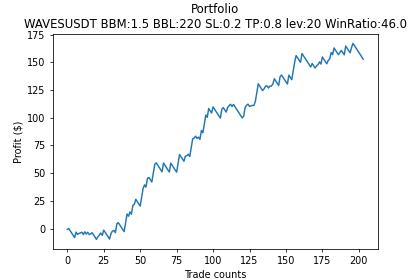 Portfolio
WAVESUSDT BBM:1.5 BBL:220 SL:0.2 TP:0.8 lev:20 WinRatio:46.0
175
150
125
100
75
50
25
0
Profit ($)
0 25 50 75 100 125 150 175 200
Trade counts